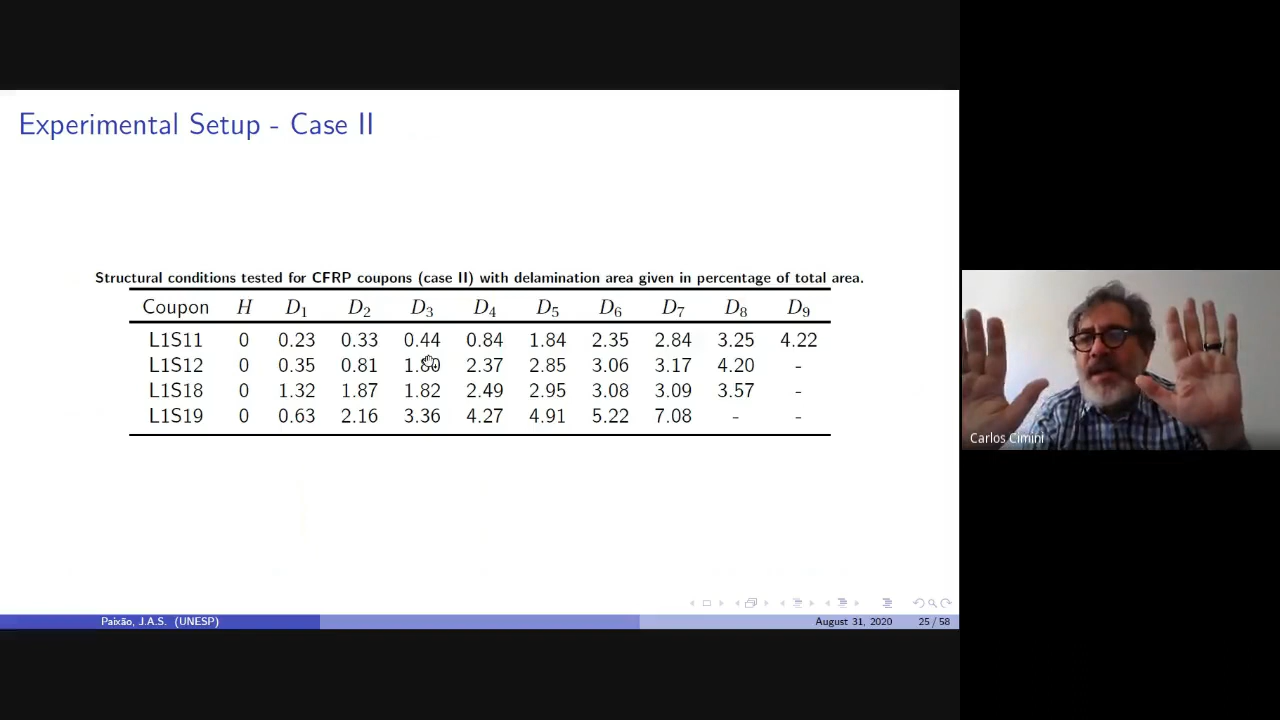 Experimental Setup - Case II
Structural conditions tested for CFRP coupons (case II) with delamination area given in percentage of total area.
Coupon H D1 D2 D3 D4 D5 D6 D7 D8 D9
L1S11 0 0.23 0.33 0.44 0.84 1.84 2.35 2.84 3.25 4.22
L1S12 0 0.35 0.81 1.80 2.37 2.85 3.06 3.17 4.20 -
L1S18 0 1.32 1.87 1.82 2.49 2.95 3.08 3.09 3.57 -
L1S19 0 0.63 2.16 3.36 4.27 4.91 5.22 7.08 - -
Carlos Cimini
Paixão, J.A.S. (UNESP) August 31, 2020 25 / 58